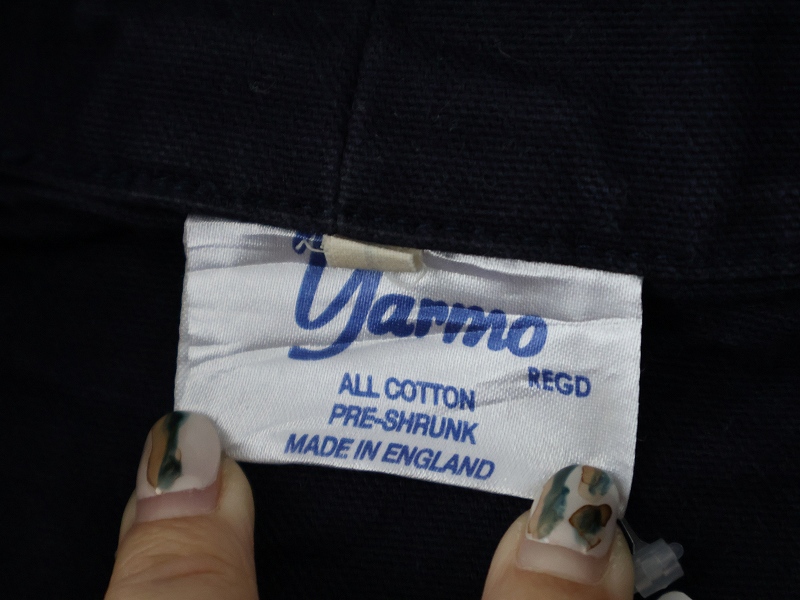 Yarmo
REGD
ALL COTTON
PRE-SHRUNK
MADE IN ENGLAND